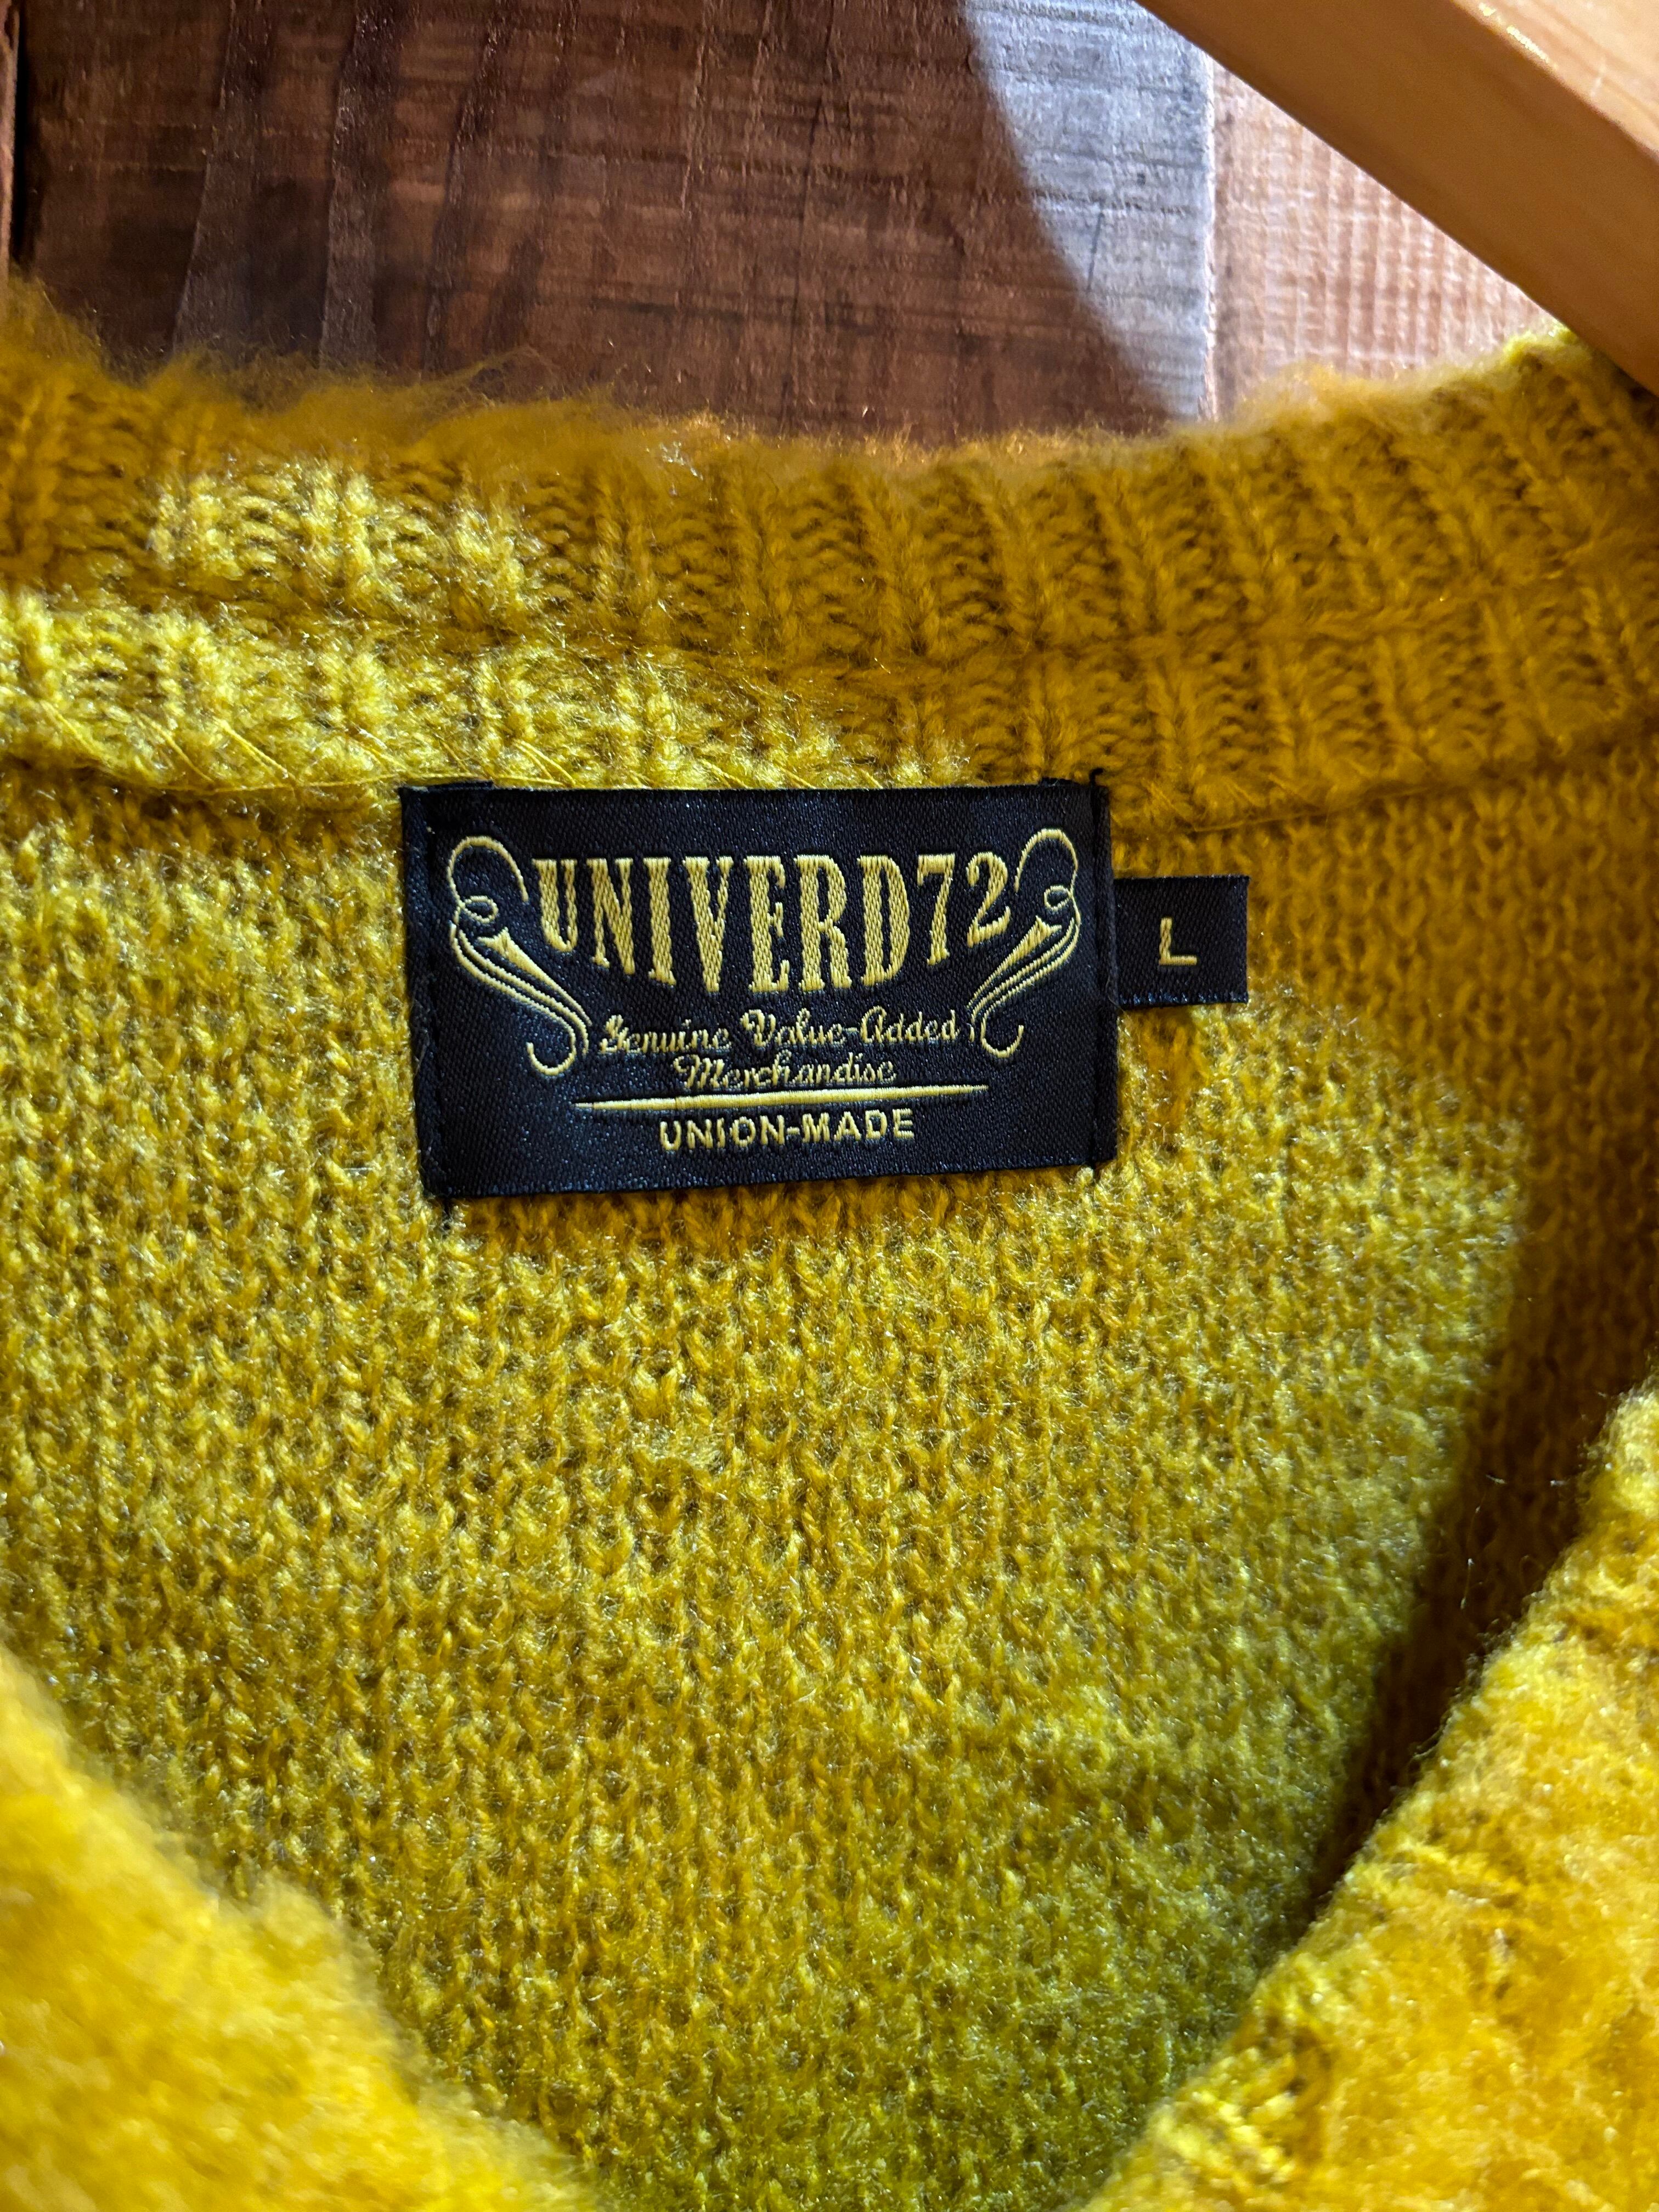 UNIVERD72
L
Genuine Value-Added
Merchandise
UNION-MADE